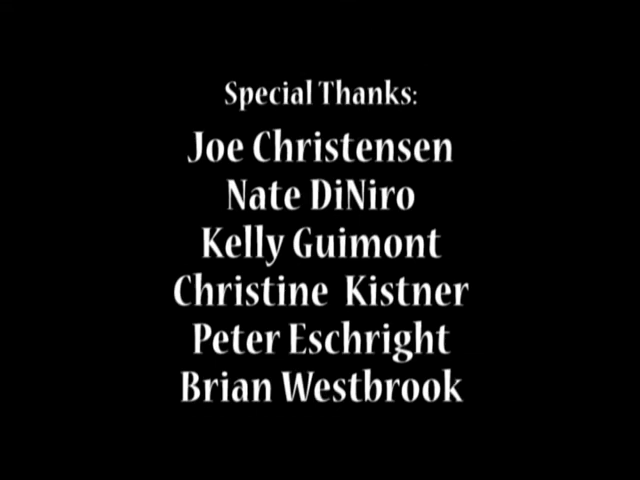 Special Thanks:
Joe Christensen
Nate DiNiro
Kelly Guimont
Christine Kistner
Peter Eschright
Brian Westbrook